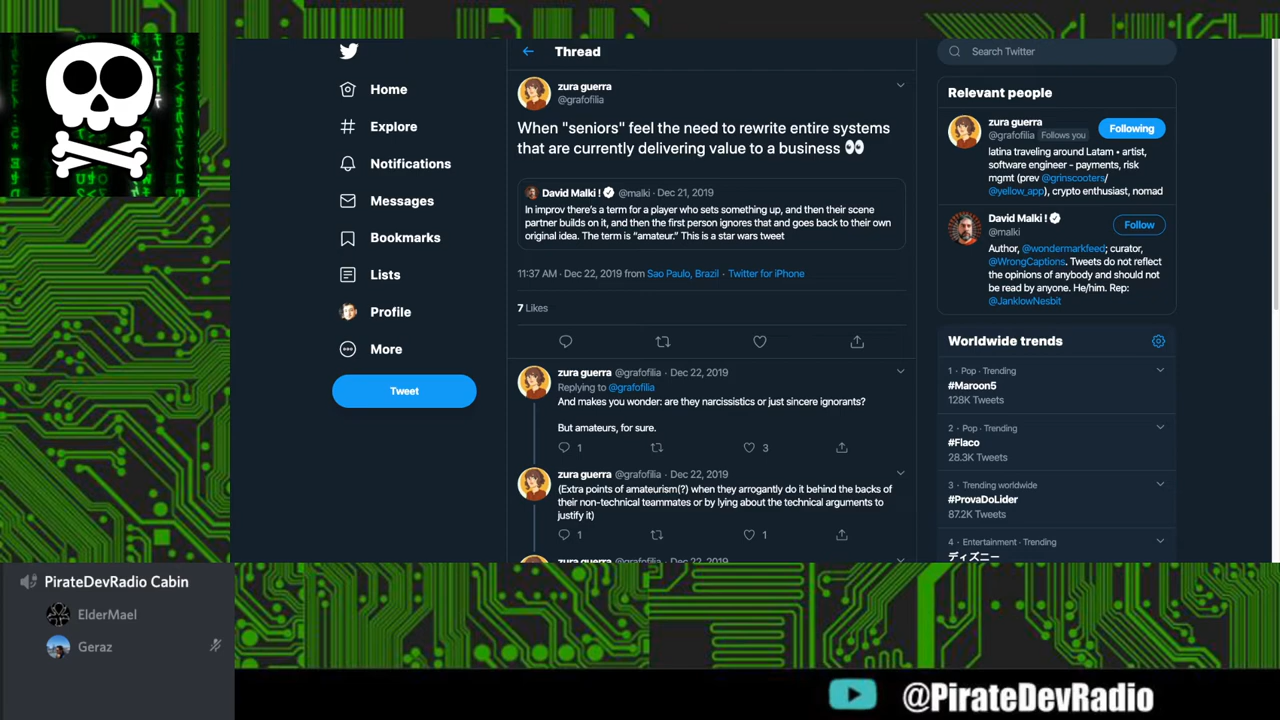 Home
Explore
Notifications
Messages
Bookmarks
Lists
Profile
More
Tweet
Thread
zura guerra
@grafofilia
When "seniors" feel the need to rewrite entire systems
that are currently delivering value to a business 👀
David Malki ! @malki · Dec 21, 2019
In improv there's a term for a player who sets something up, and then their scene
partner builds on it, and then the first person ignores that and goes back to their own
original idea. The term is "amateur." This is a star wars tweet
11:37 AM · Dec 22, 2019 from Sao Paulo, Brazil · Twitter for iPhone
7 Likes
zura guerra @grafofilia · Dec 22, 2019
Replying to @grafofilia
And makes you wonder: are they narcissistics or just sincere ignorants?
But amateurs, for sure.
1 3
zura guerra @grafofilia · Dec 22, 2019
(Extra points of amateurism(?) when they arrogantly do it behind the backs of
their non-technical teammates or by lying about the technical arguments to
justify it)
1 1
zura guerra @grafofilia · Dec 22, 2019
Search Twitter
Relevant people
zura guerra
@grafofilia Follows you
Following
latina traveling around Latam • artist,
software engineer - payments, risk
mgmt (prev @grinscooters/
@yellow_app), crypto enthusiast, nomad
David Malki !
@malki
Follow
Author, @wondermarkfeed; curator,
@WrongCaptions. Tweets do not reflect
the opinions of anybody and should not
be read by anyone. He/him. Rep:
@JanklowNesbit
Worldwide trends
1 · Pop · Trending
#Maroon5
128K Tweets
2 · Pop · Trending
#Flaco
28.3K Tweets
3 · Trending worldwide
#ProvaDoLider
87.2K Tweets
4 · Entertainment · Trending
ディズニー
PirateDevRadio Cabin
ElderMael
Geraz
@PirateDevRadio